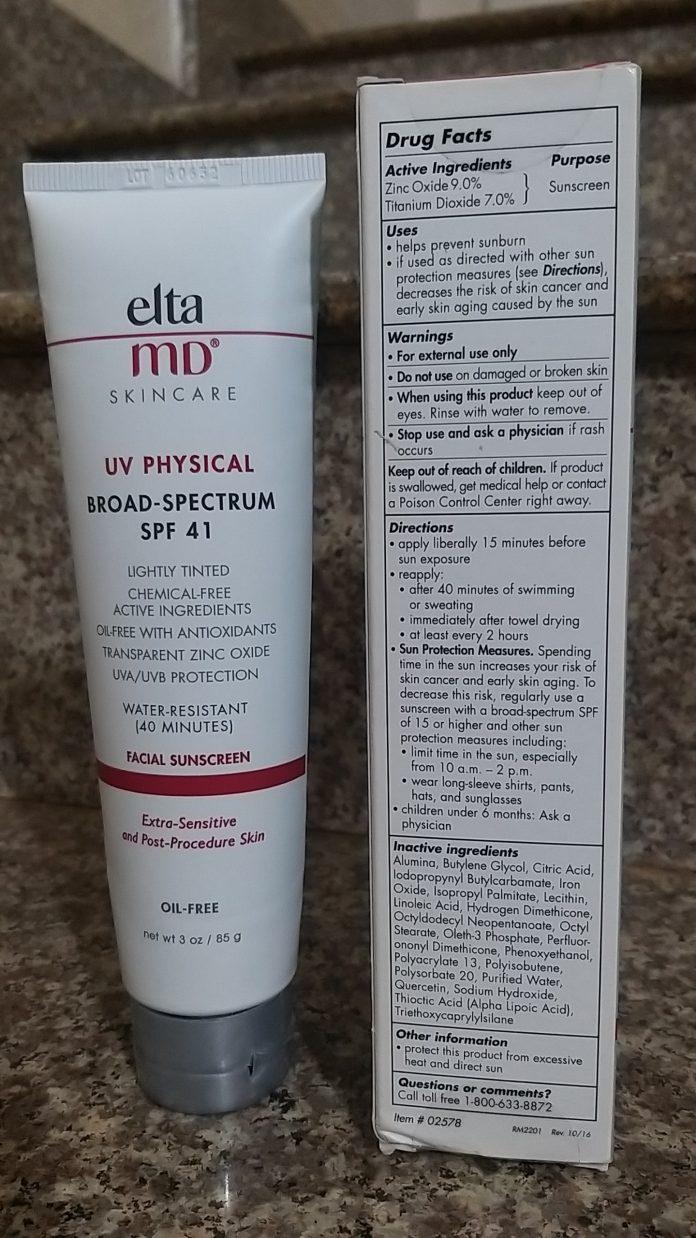 LOT 60632
elta
MD®
SKINCARE
UV PHYSICAL
BROAD-SPECTRUM
SPF 41
LIGHTLY TINTED
CHEMICAL-FREE
ACTIVE INGREDIENTS
OIL-FREE WITH ANTIOXIDANTS
TRANSPARENT ZINC OXIDE
UVA/UVB PROTECTION
WATER-RESISTANT
(40 MINUTES)
FACIAL SUNSCREEN
Extra-Sensitive
and Post-Procedure Skin
OIL-FREE
net wt 3 oz / 85 g
Drug Facts
Active Ingredients Purpose
Zinc Oxide 9.0%
Titanium Dioxide 7.0% } Sunscreen
Uses
• helps prevent sunburn
• if used as directed with other sun
protection measures (see Directions),
decreases the risk of skin cancer and
early skin aging caused by the sun
Warnings
• For external use only
• Do not use on damaged or broken skin
• When using this product keep out of
eyes. Rinse with water to remove.
• Stop use and ask a physician if rash
occurs
Keep out of reach of children. If product
is swallowed, get medical help or contact
a Poison Control Center right away.
Directions
• apply liberally 15 minutes before
sun exposure
• reapply:
• after 40 minutes of swimming
or sweating
• immediately after towel drying
• at least every 2 hours
• Sun Protection Measures. Spending
time in the sun increases your risk of
skin cancer and early skin aging. To
decrease this risk, regularly use a
sunscreen with a broad-spectrum SPF
of 15 or higher and other sun
protection measures including:
• limit time in the sun, especially
from 10 a.m. – 2 p.m.
• wear long-sleeve shirts, pants,
hats, and sunglasses
• children under 6 months: Ask a
physician
Inactive ingredients
Alumina, Butylene Glycol, Citric Acid,
Iodopropynyl Butylcarbamate, Iron
Oxide, Isopropyl Palmitate, Lecithin,
Linoleic Acid, Hydrogen Dimethicone,
Octyldodecyl Neopentanoate, Octyl
Stearate, Oleth-3 Phosphate, Perfluor-
ononyl Dimethicone, Phenoxyethanol,
Polyacrylate 13, Polyisobutene,
Polysorbate 20, Purified Water,
Quercetin, Sodium Hydroxide,
Thioctic Acid (Alpha Lipoic Acid),
Triethoxycaprylylsilane
Other information
• protect this product from excessive
heat and direct sun
Questions or comments?
Call toll free 1-800-633-8872
Item # 02578
RM2201 Rev. 10/16